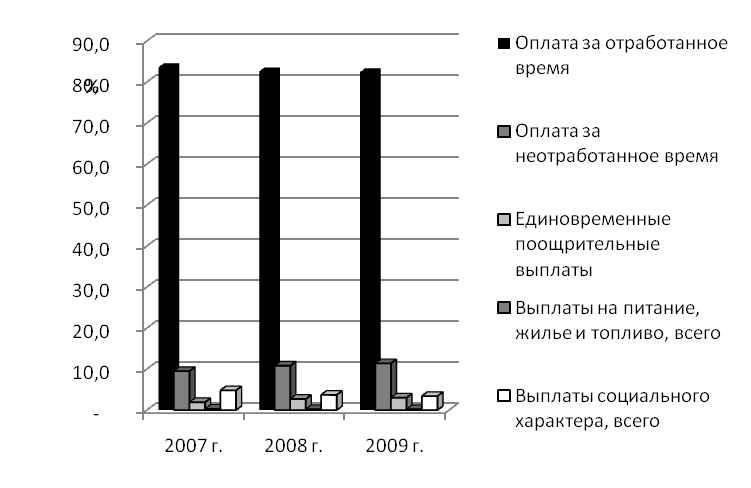 90,0
80,0
%
70,0
60,0
50,0
40,0
30,0
20,0
10,0
-
2007 г.
2008 г.
2009 г.
Оплата за отработанное
время
Оплата за
неотработанное время
Единовременные
поощрительные
выплаты
Выплаты на питание,
жилье и топливо, всего
Выплаты социального
характера, всего